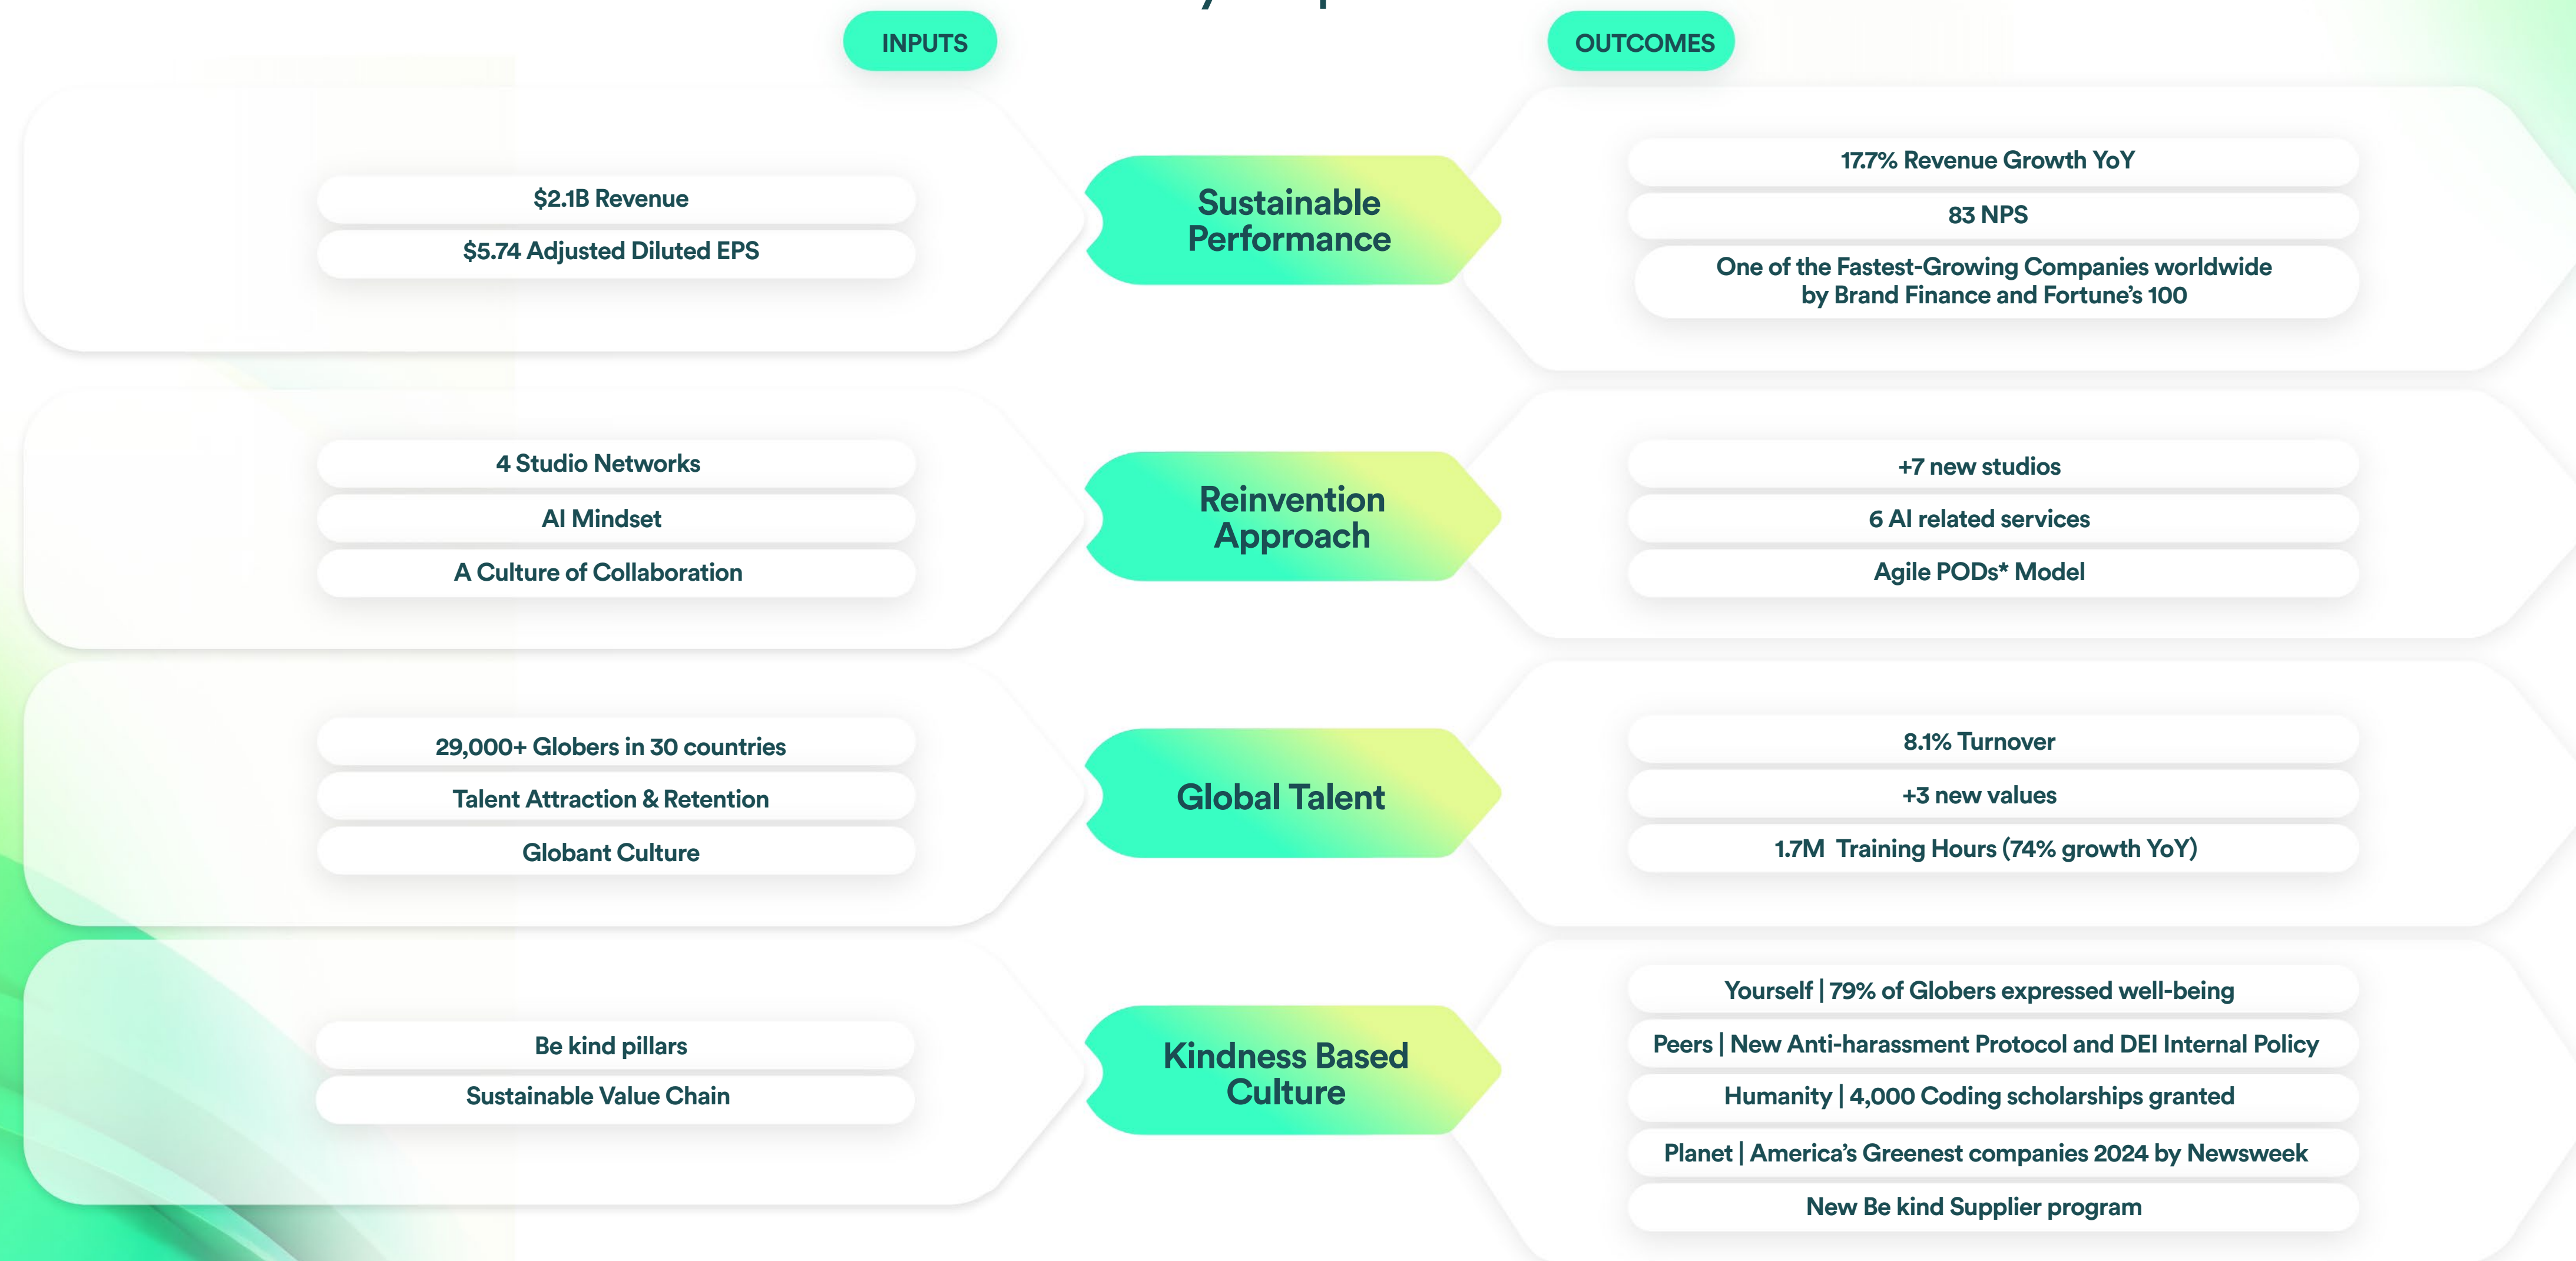 INPUTS
OUTCOMES
$2.1B Revenue
$5.74 Adjusted Diluted EPS
Sustainable
Performance
17.7% Revenue Growth YoY
83 NPS
One of the Fastest-Growing Companies worldwide
by Brand Finance and Fortune’s 100
4 Studio Networks
AI Mindset
A Culture of Collaboration
Reinvention
Approach
+7 new studios
6 AI related services
Agile PODs* Model
29,000+ Globers in 30 countries
Talent Attraction & Retention
Globant Culture
Global Talent
8.1% Turnover
+3 new values
1.7M  Training Hours (74% growth YoY)
Be kind pillars
Sustainable Value Chain
Kindness Based
Culture
Yourself | 79% of Globers expressed well-being
Peers | New Anti-harassment Protocol and DEI Internal Policy
Humanity | 4,000 Coding scholarships granted
Planet | America’s Greenest companies 2024 by Newsweek
New Be kind Supplier program